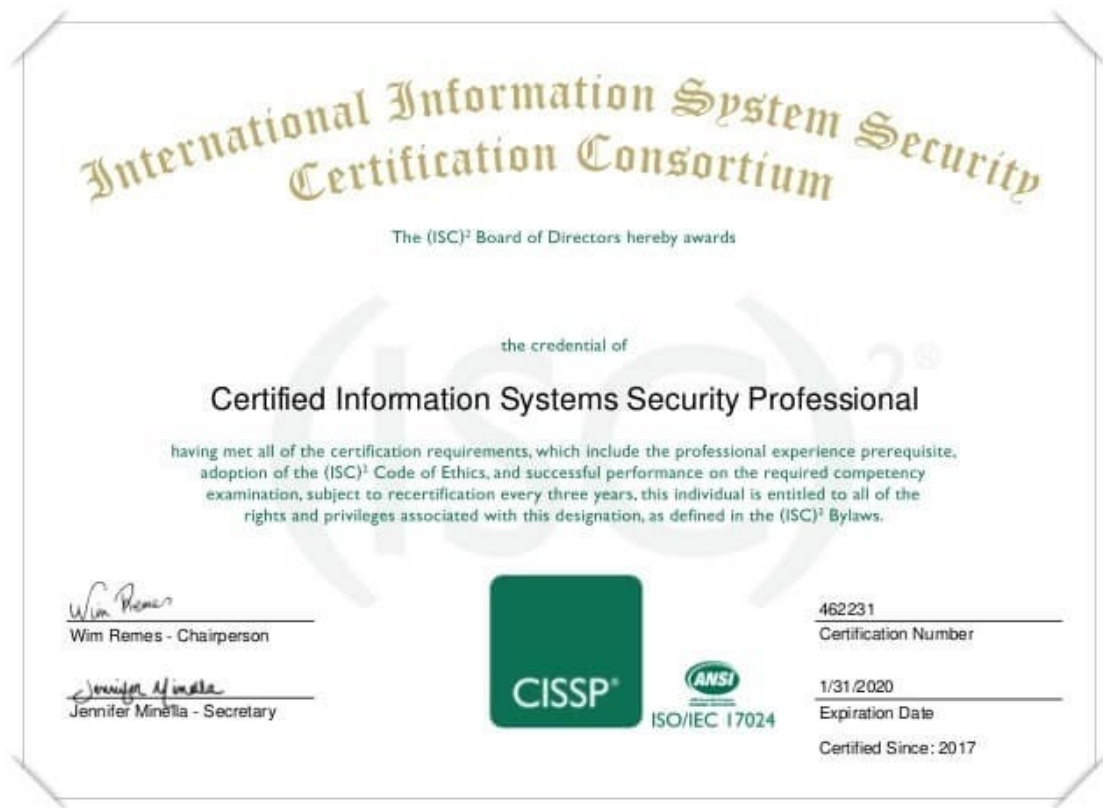 International Information System Security
Certification Consortium
The (ISC)² Board of Directors hereby awards
(ISC)²®
the credential of
Certified Information Systems Security Professional
having met all of the certification requirements, which include the professional experience prerequisite,
adoption of the (ISC)² Code of Ethics, and successful performance on the required competency
examination, subject to recertification every three years, this individual is entitled to all of the
rights and privileges associated with this designation, as defined in the (ISC)² Bylaws.
Wim Remes
Wim Remes - Chairperson
Jennifer Minella
Jennifer Minella - Secretary
CISSP®
ANSI
ISO/IEC 17024
462231
Certification Number
1/31/2020
Expiration Date
Certified Since: 2017